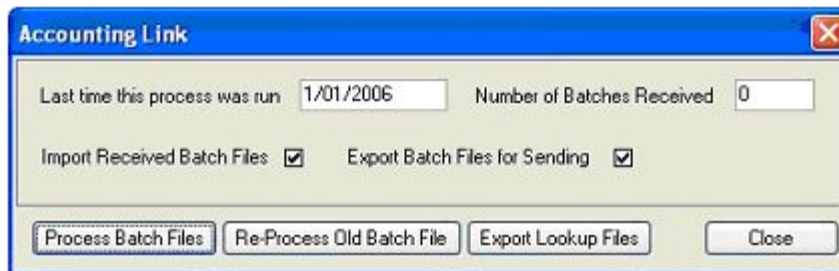 Accounting Link
Last time this process was run 1/01/2006 Number of Batches Received 0
Import Received Batch Files Export Batch Files for Sending
Process Batch Files Re-Process Old Batch File Export Lookup Files Close